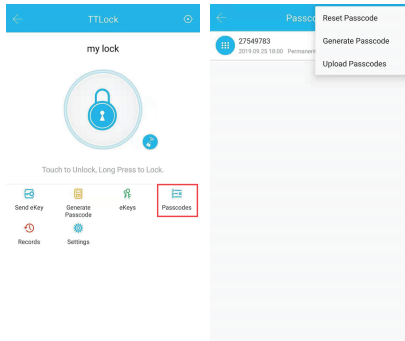 TTLock
my lock
Touch to Unlock, Long Press to Lock.
Send eKey
Generate
Passcode
eKeys
Passcodes
Records
Settings
Passco
27549783
2019.09.25 18:00 Permanent
Reset Passcode
Generate Passcode
Upload Passcodes